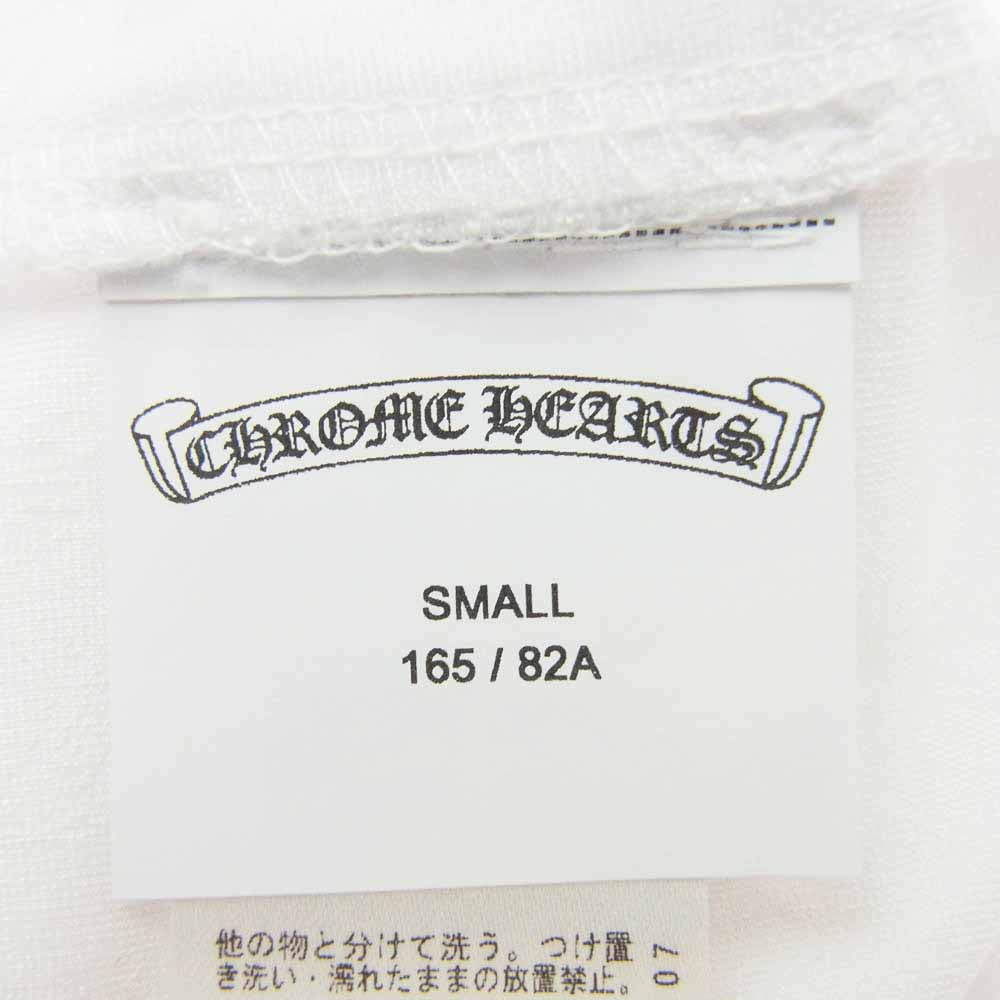 CHROME HEARTS
SMALL
165 / 82A
他の物と分けて洗う。つけ置
き洗い・濡れたままの放置禁止。
07